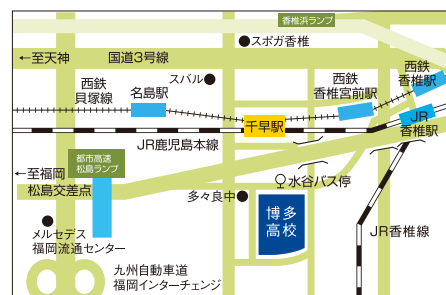 香椎浜ランプ
スポガ香椎
←至天神
国道3号線
西鉄
香椎駅
西鉄
貝塚線
名島駅
スバル
西鉄
香椎宮前駅
千早駅
JR
香椎駅
JR鹿児島本線
都市高速
松島ランプ
←至福岡
松島交差点
水谷バス停
多々良中
博多
高校
メルセデス
福岡流通センター
JR香椎線
九州自動車道
福岡インターチェンジ